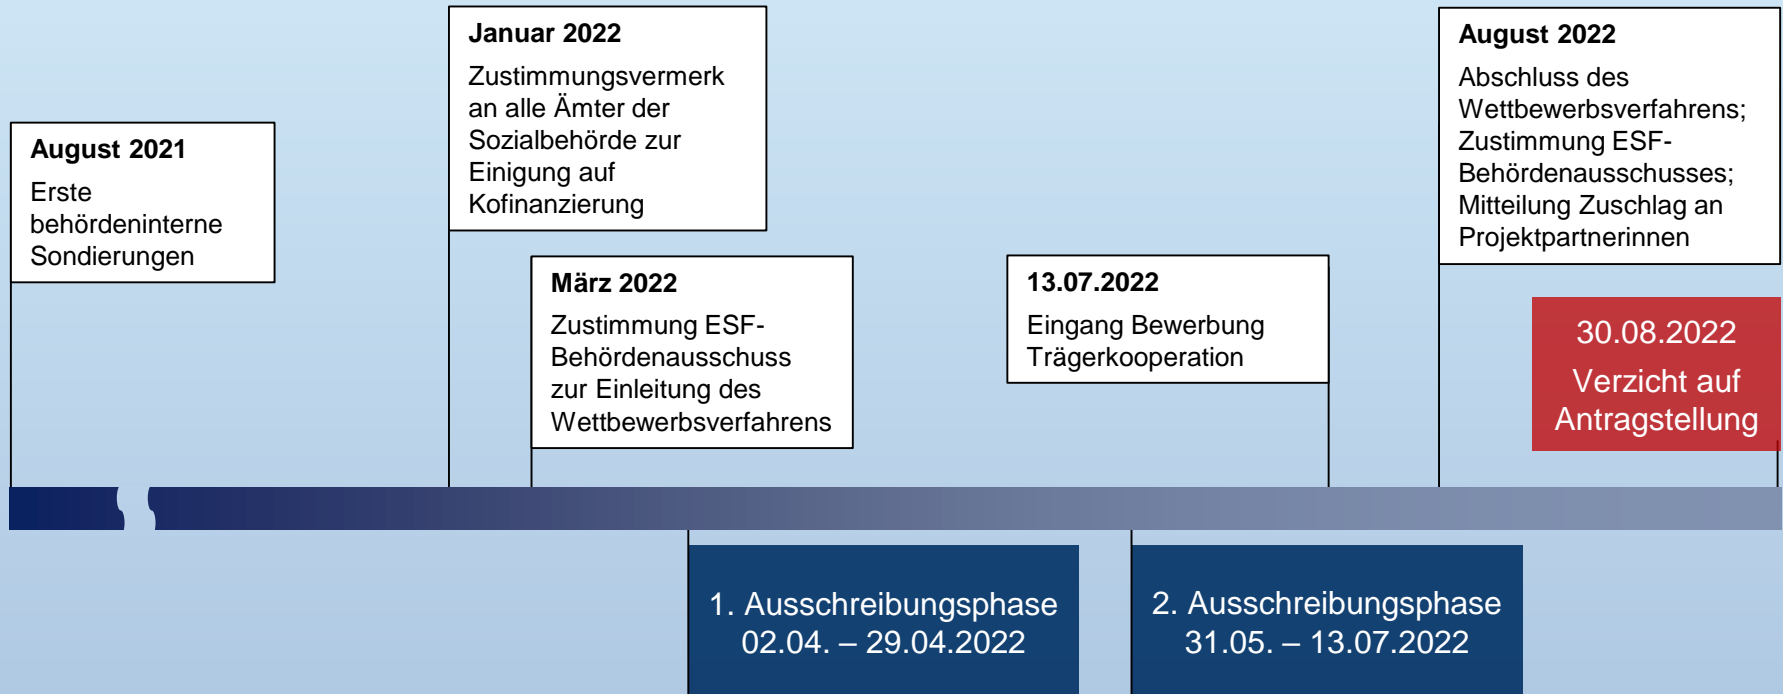 August 2021
Erste
behördeninterne
Sondierungen
Januar 2022
Zustimmungsvermerk
an alle Ämter der
Sozialbehörde zur
Einigung auf
Kofinanzierung
März 2022
Zustimmung ESF-
Behördenausschuss
zur Einleitung des
Wettbewerbsverfahrens
13.07.2022
Eingang Bewerbung
Trägerkooperation
August 2022
Abschluss des
Wettbewerbsverfahrens;
Zustimmung ESF-
Behördenausschusses;
Mitteilung Zuschlag an
Projektpartnerinnen
30.08.2022
Verzicht auf
Antragstellung
1. Ausschreibungsphase
02.04. – 29.04.2022
2. Ausschreibungsphase
31.05. – 13.07.2022